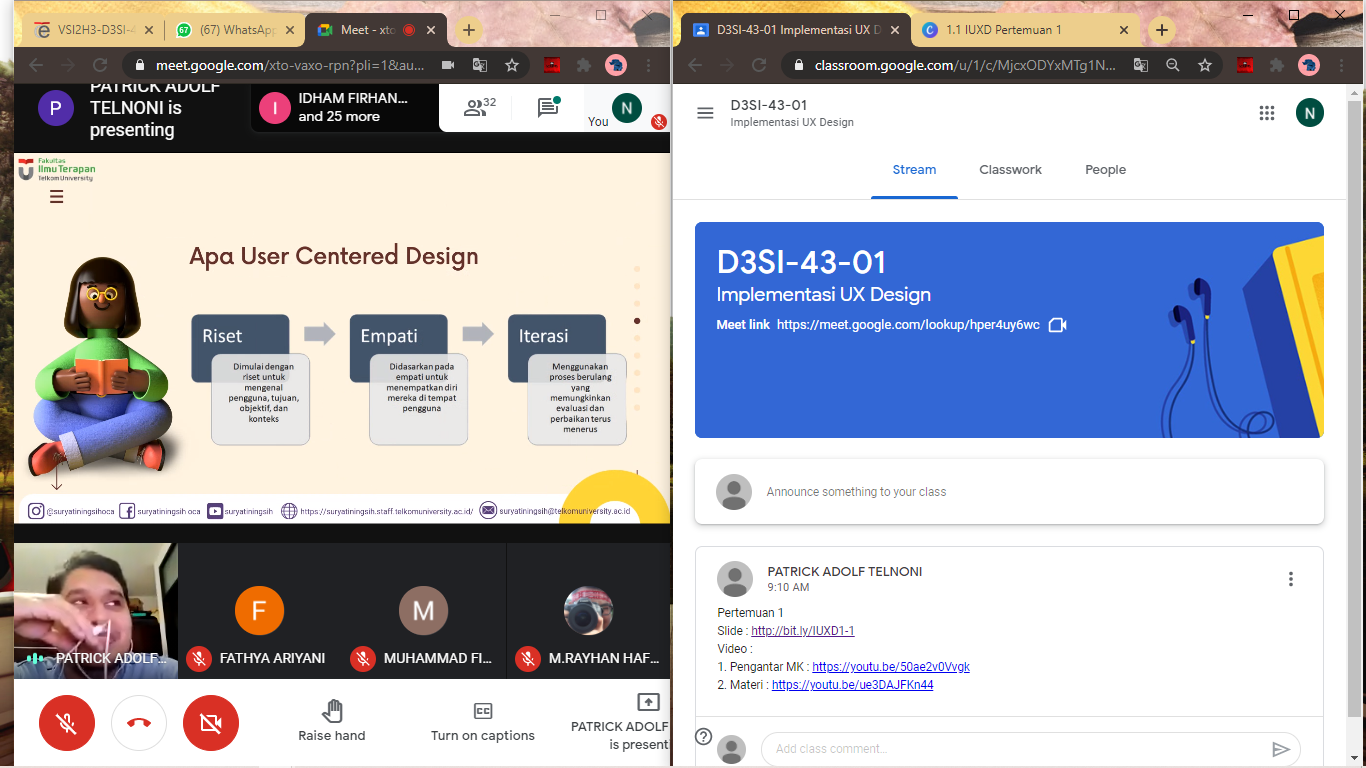 VSI2H3-D3SI-4
(67) WhatsApp
Meet - xto
meet.google.com/xto-vaxo-rpn?pli=1&au...
P
PATRICK ADOLF
TELNONI is
presenting
I
IDHAM FIRHAN...
and 25 more
32
You
N
Fakultas
Ilmu Terapan
Telkom University
Apa User Centered Design
Riset
Dimulai dengan
riset untuk
mengenal
pengguna, tujuan,
objektif, dan
konteks
Empati
Didasarkan pada
empati untuk
menempatkan diri
mereka di tempat
pengguna
Iterasi
Menggunakan
proses berulang
yang
memungkinkan
evaluasi dan
perbaikan terus
menerus
@suryatiningsihoca
suryatiningsih oca
suryatiningsih
https://suryatiningsih.staff.telkomuniversity.ac.id/
suryatiningsih@telkomuniversity.ac.id
PATRICK ADOLF...
F
FATHYA ARIYANI
M
MUHAMMAD FI...
M.RAYHAN HAF...
Raise hand
CC
Turn on captions
PATRICK ADOLF
is present
D3SI-43-01 Implementasi UX D
C
1.1 IUXD Pertemuan 1
classroom.google.com/u/1/c/MjcxODYxMTg1N...
D3SI-43-01
Implementasi UX Design
N
Stream
Classwork
People
D3SI-43-01
Implementasi UX Design
Meet link https://meet.google.com/lookup/hper4uy6wc
Announce something to your class
PATRICK ADOLF TELNONI
9:10 AM
Pertemuan 1
Slide : http://bit.ly/IUXD1-1
Video :
1. Pengantar MK : https://youtu.be/50ae2v0Vvgk
2. Materi : https://youtu.be/ue3DAJFKn44
Add class comment...